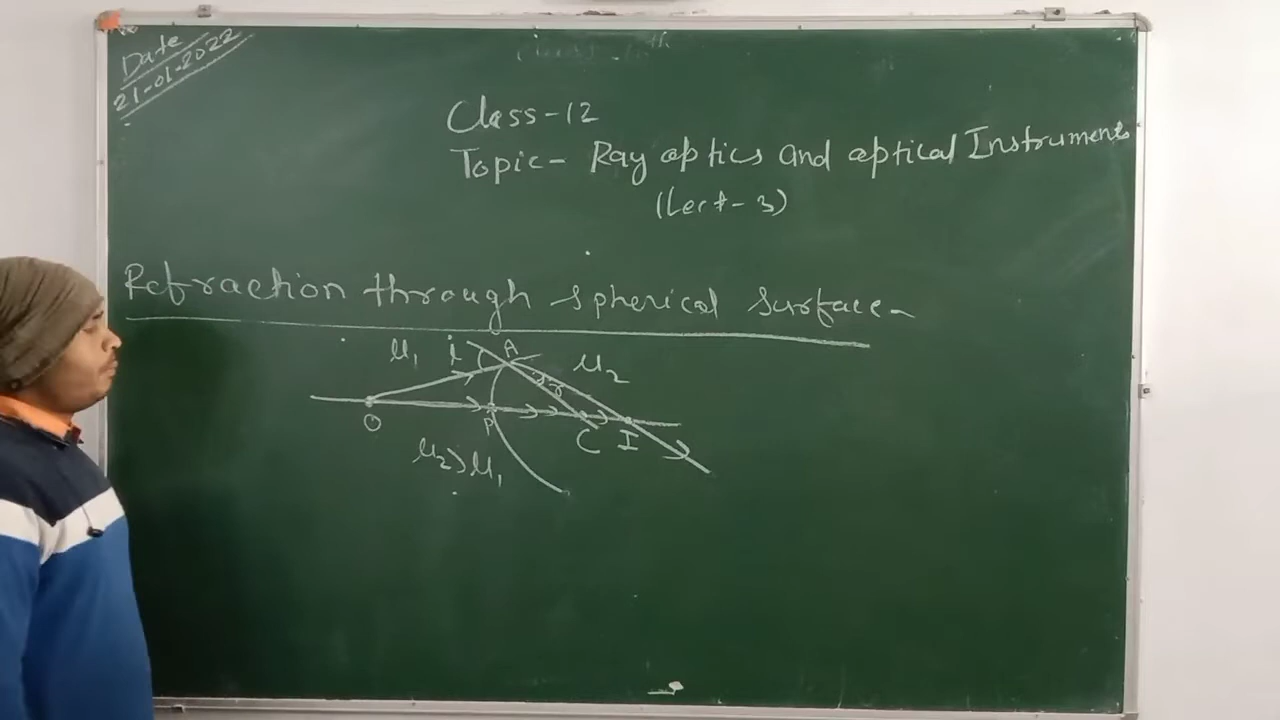 Date
21-01-2022
Class-12
Topic- Ray optics and optical Instruments
(Lect-3)
Refraction through spherical surface-
μ₁ i A μ₂
r
O P C I
μ₂>μ₁